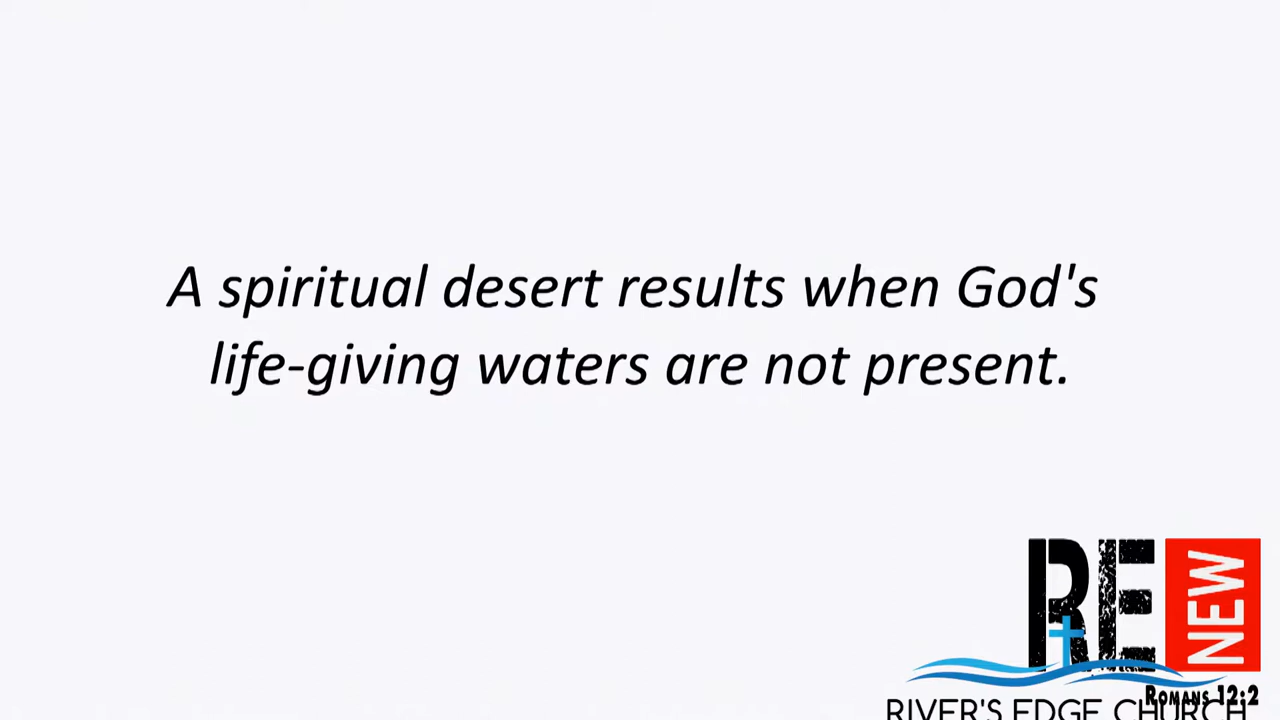 A spiritual desert results when God's
life-giving waters are not present.
RE NEW
ROMANS 12:2
RIVER'S EDGE CHURCH